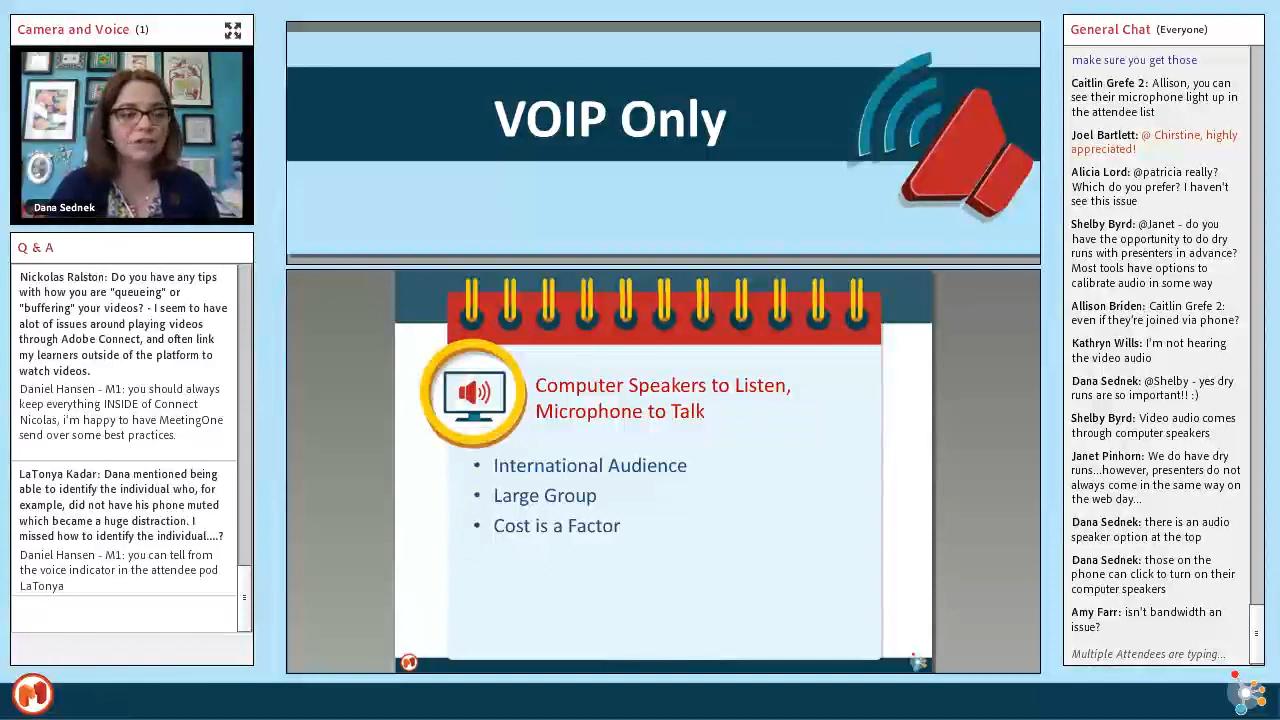 Camera and Voice (1)
Dana Sednek
Q & A
Nickolas Ralston: Do you have any tips
with how you are "queueing" or
"buffering" your videos? - I seem to have
alot of issues around playing videos
through Adobe Connect, and often link
my learners outside of the platform to
watch videos.
Daniel Hansen - M1: you should always
keep everything INSIDE of Connect
Nicolas, i'm happy to have MeetingOne
send over some best practices.
LaTonya Kadar: Dana mentioned being
able to identify the individual who, for
example, did not have his phone muted
which became a huge distraction. I
missed how to identify the individual....?
Daniel Hansen - M1: you can tell from
the voice indicator in the attendee pod
LaTonya
VOIP Only
Computer Speakers to Listen,
Microphone to Talk
• International Audience
• Large Group
• Cost is a Factor
General Chat (Everyone)
make sure you get those
Caitlin Grefe 2: Allison, you can
see their microphone light up in
the attendee list
Joel Bartlett: @ Chirstine, highly
appreciated!
Alicia Lord: @patricia really?
Which do you prefer? I haven't
see this issue
Shelby Byrd: @Janet - do you
have the opportunity to do dry
runs with presenters in advance?
Most tools have options to
calibrate audio in some way
Allison Briden: Caitlin Grefe 2:
even if they're joined via phone?
Kathryn Wills: I'm not hearing
the video audio
Dana Sednek: @Shelby - yes dry
runs are so important!! :)
Shelby Byrd: Video audio comes
through computer speakers
Janet Pinhorn: We do have dry
runs...however, presenters do not
always come in the same way on
the web day...
Dana Sednek: there is an audio
speaker option at the top
Dana Sednek: those on the
phone can click to turn on their
computer speakers
Amy Farr: isn't bandwidth an
issue?
Multiple Attendees are typing...